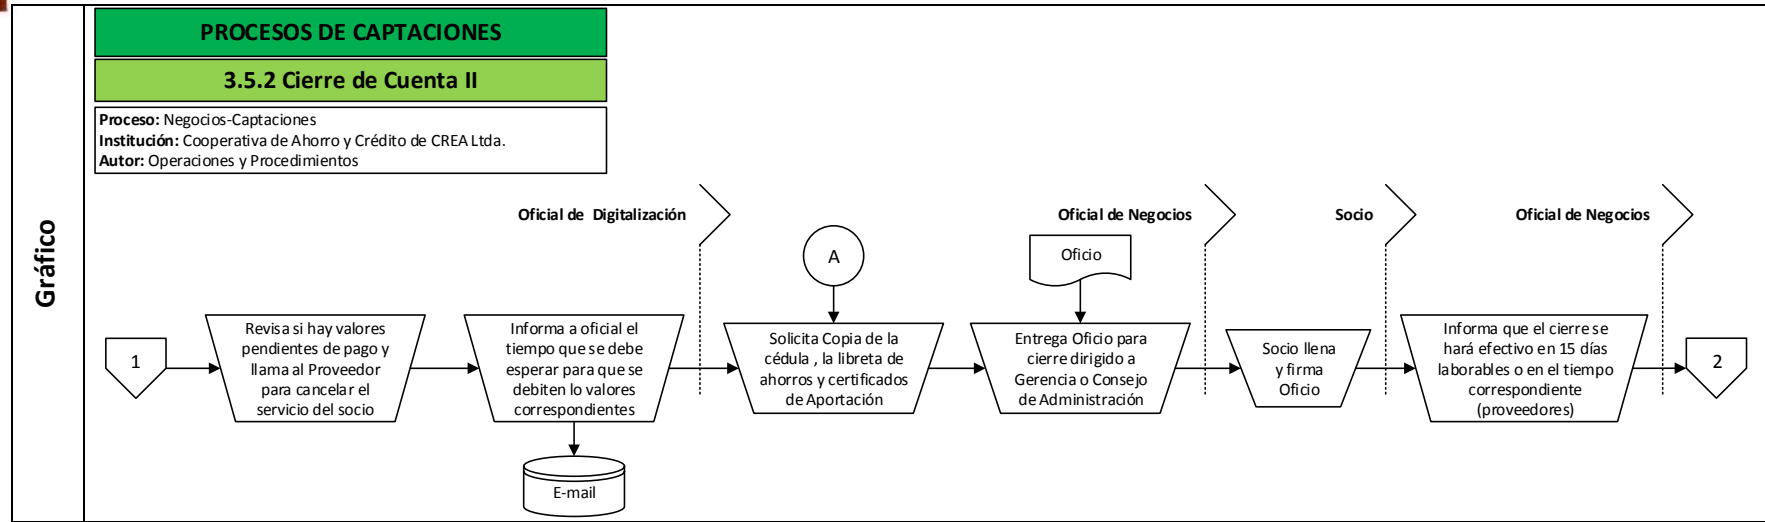 PROCESOS DE CAPTACIONES
3.5.2 Cierre de Cuenta II
Proceso: Negocios-Captaciones
Institución: Cooperativa de Ahorro y Crédito de CREA Ltda.
Autor: Operaciones y Procedimientos
Gráfico
Oficial de Digitalización
Oficial de Negocios
Socio
Oficial de Negocios
A
Oficio
1
Revisa si hay valores
pendientes de pago y
llama al Proveedor
para cancelar el
servicio del socio
Informa a oficial el
tiempo que se debe
esperar para que se
debiten lo valores
correspondientes
E-mail
Solicita Copia de la
cédula , la libreta de
ahorros y certificados
de Aportación
Entrega Oficio para
cierre dirigido a
Gerencia o Consejo
de Administración
Socio llena
y firma
Oficio
Informa que el cierre se
hará efectivo en 15 días
laborables o en el tiempo
correspondiente
(proveedores)
2